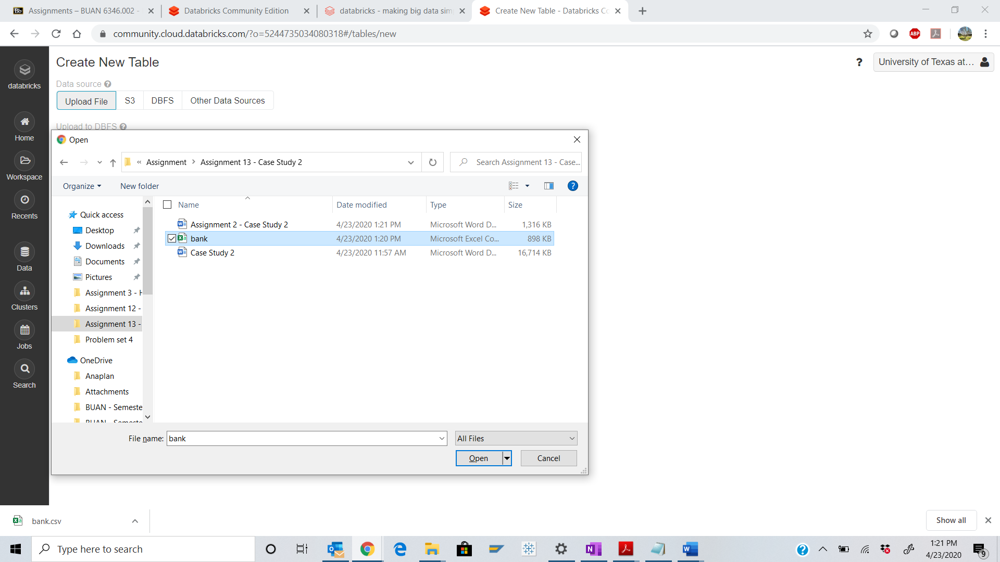 Assignments – BUAN 6346.002 -
Databricks Community Edition
databricks - making big data sim
Create New Table - Databricks Co
community.cloud.databricks.com/?o=5244735034080318#/tables/new
ABP
databricks
Home
Workspace
Recents
Data
Clusters
Jobs
Search
Create New Table
?
University of Texas at...
Data source
Upload File S3 DBFS Other Data Sources
Upload to DBFS
Open
« Assignment > Assignment 13 - Case Study 2
Search Assignment 13 - Case...
Organize New folder
Name Date modified Type Size
Assignment 2 - Case Study 2 4/23/2020 1:21 PM Microsoft Word D... 1,316 KB
bank 4/23/2020 1:20 PM Microsoft Excel Co... 898 KB
Case Study 2 4/23/2020 11:57 AM Microsoft Word D... 16,714 KB
Quick access
Desktop
Downloads
Documents
Pictures
Assignment 3 - H
Assignment 12 -
Assignment 13 -
Problem set 4
OneDrive
Anaplan
Attachments
BUAN - Semeste
BUAN - Semeste
File name: bank
All Files
Open Cancel
bank.csv
Show all
Type here to search
1:21 PM
4/23/2020
9